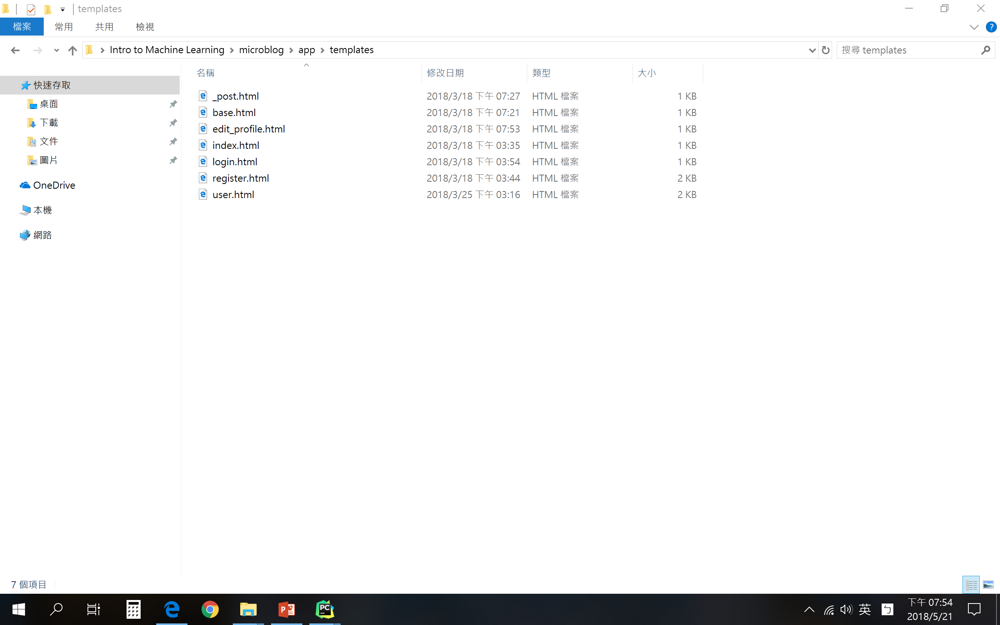 templates
檔案 常用 共用 檢視
Intro to Machine Learning microblog app templates 搜尋 templates
名稱 修改日期 類型 大小
快速存取
桌面
下載
文件
圖片
OneDrive
本機
網路
_post.html 2018/3/18 下午 07:27 HTML 檔案 1 KB
base.html 2018/3/18 下午 07:21 HTML 檔案 1 KB
edit_profile.html 2018/3/18 下午 07:53 HTML 檔案 1 KB
index.html 2018/3/18 下午 03:35 HTML 檔案 1 KB
login.html 2018/3/18 下午 03:54 HTML 檔案 1 KB
register.html 2018/3/18 下午 03:44 HTML 檔案 2 KB
user.html 2018/3/25 下午 03:16 HTML 檔案 2 KB
7 個項目
英 ㄅ 下午 07:54
2018/5/21